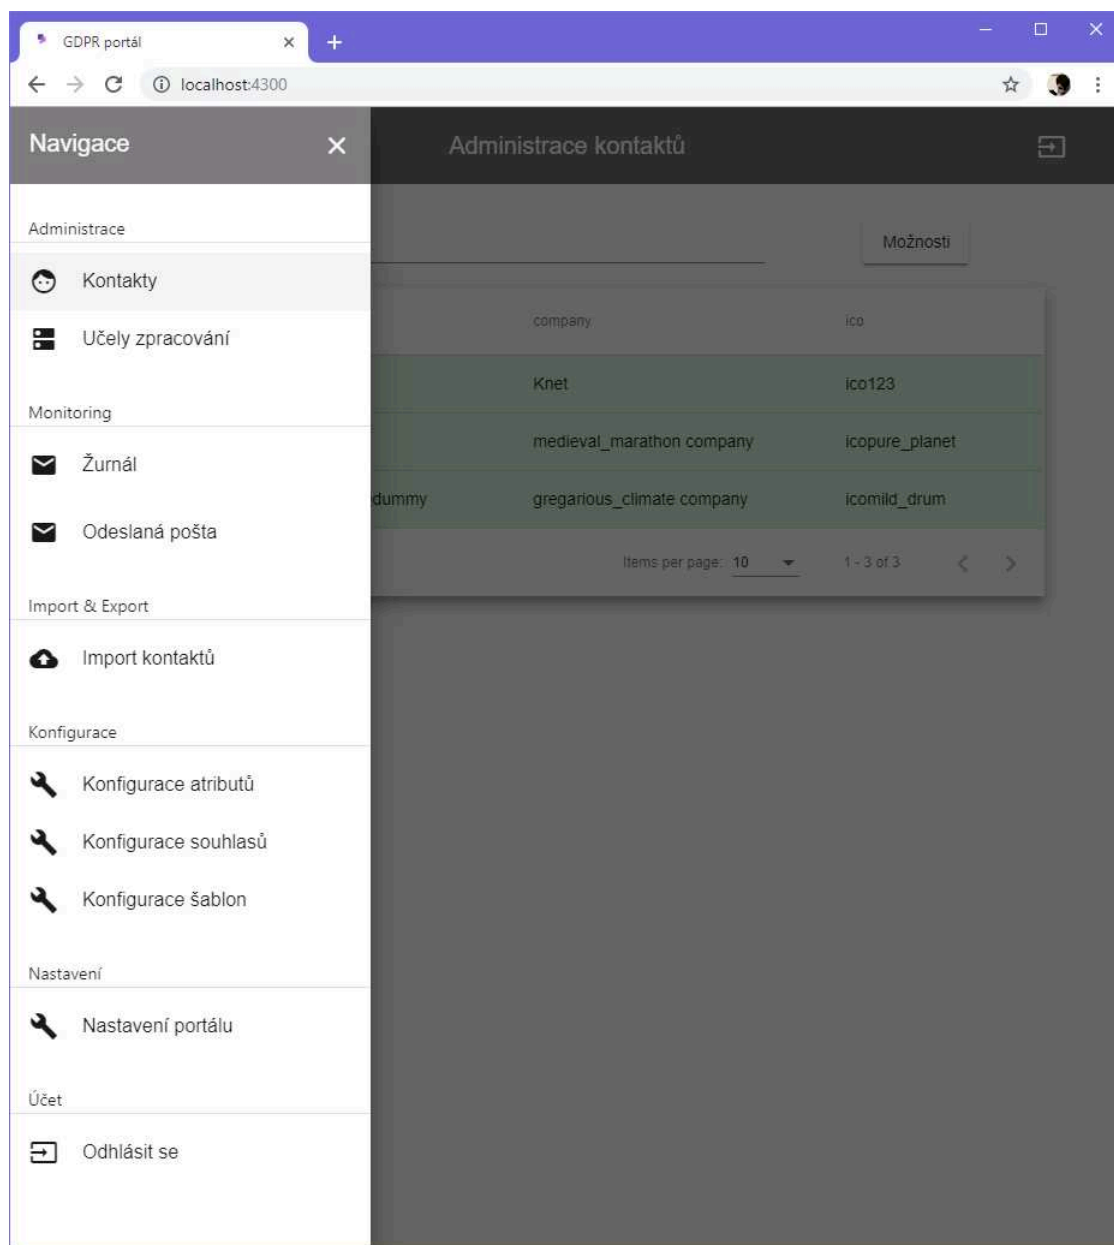 GDPR portál
localhost:4300
Navigace
Administrace kontaktů
Administrace
Možnosti
Kontakty
company ico
Učely zpracování
Knet ico123
Monitoring
medieval_marathon company icopure_planet
Žurnál
dummy gregarious_climate company icomild_drum
Odeslaná pošta
Items per page: 10 1 - 3 of 3
Import & Export
Import kontaktů
Konfigurace
Konfigurace atributů
Konfigurace souhlasů
Konfigurace šablon
Nastavení
Nastavení portálu
Účet
Odhlásit se